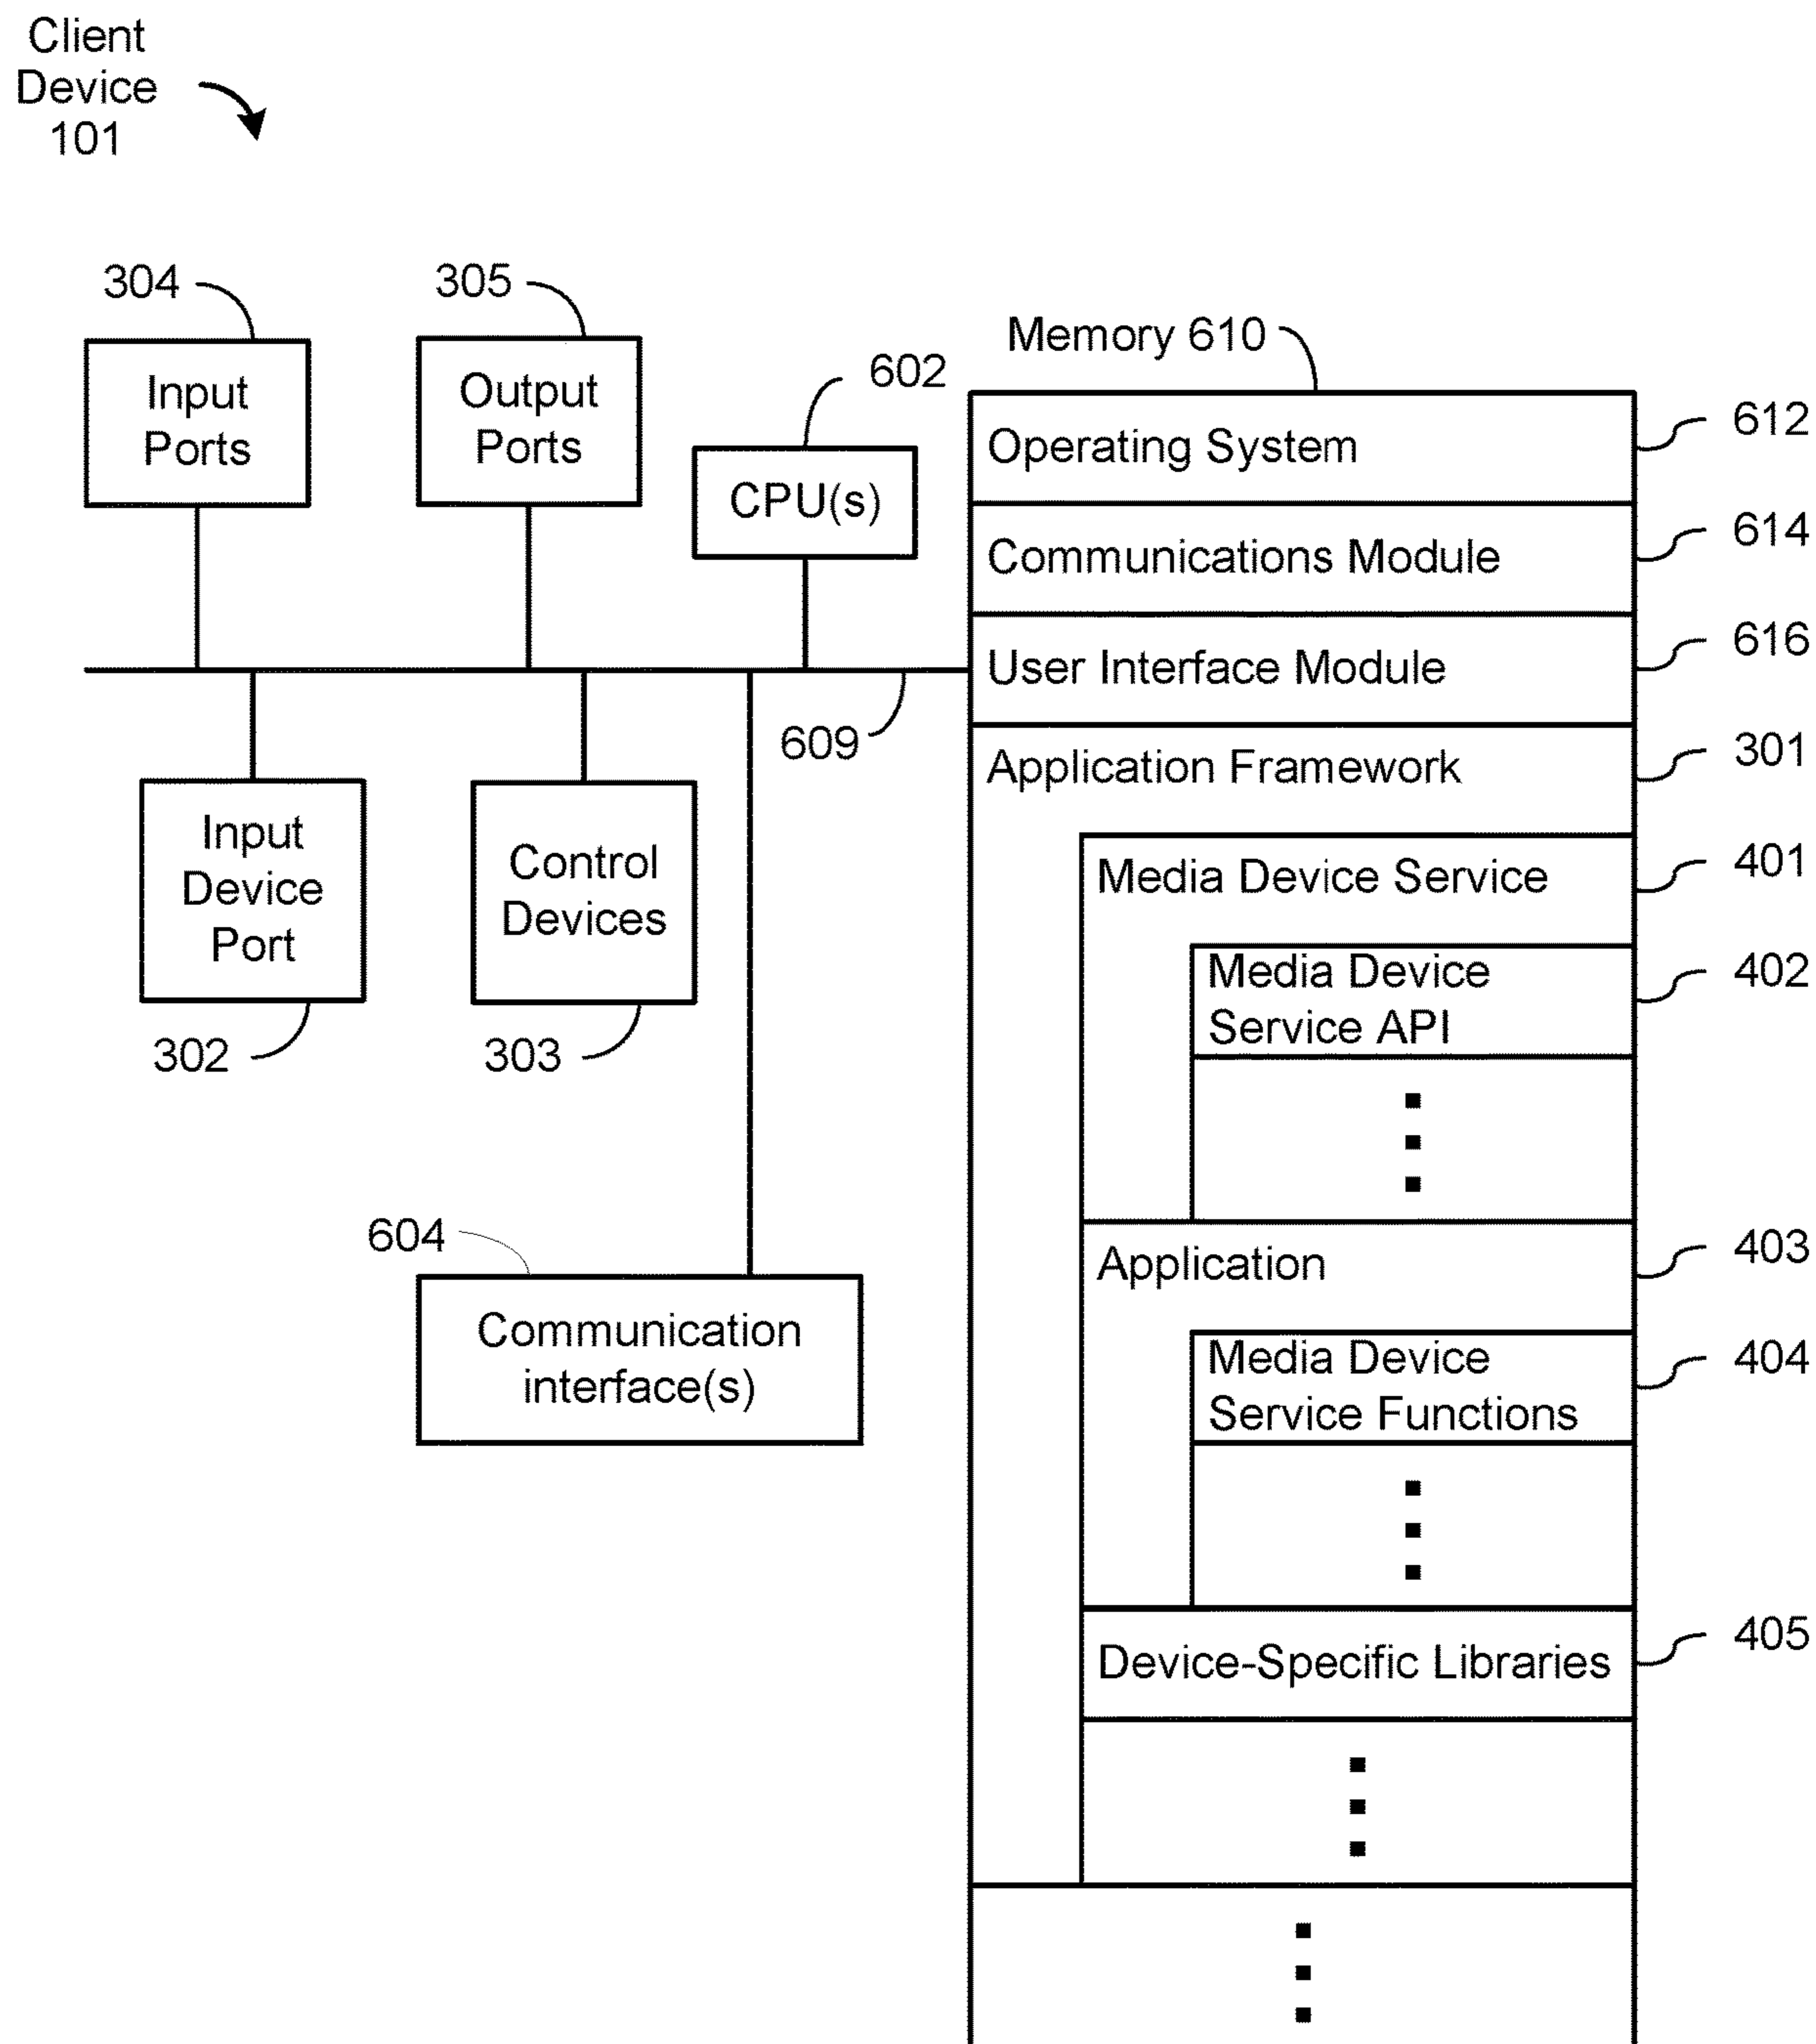 Client
Device
101
304
305
Input
Ports
Output
Ports
602
CPU(s)
609
Input
Device
Port
302
Control
Devices
303
604
Communication
interface(s)
Memory 610
Operating System
612
Communications Module
614
User Interface Module
616
Application Framework
301
Media Device Service
401
Media Device
Service API
402
Application
403
Media Device
Service Functions
404
Device-Specific Libraries
405